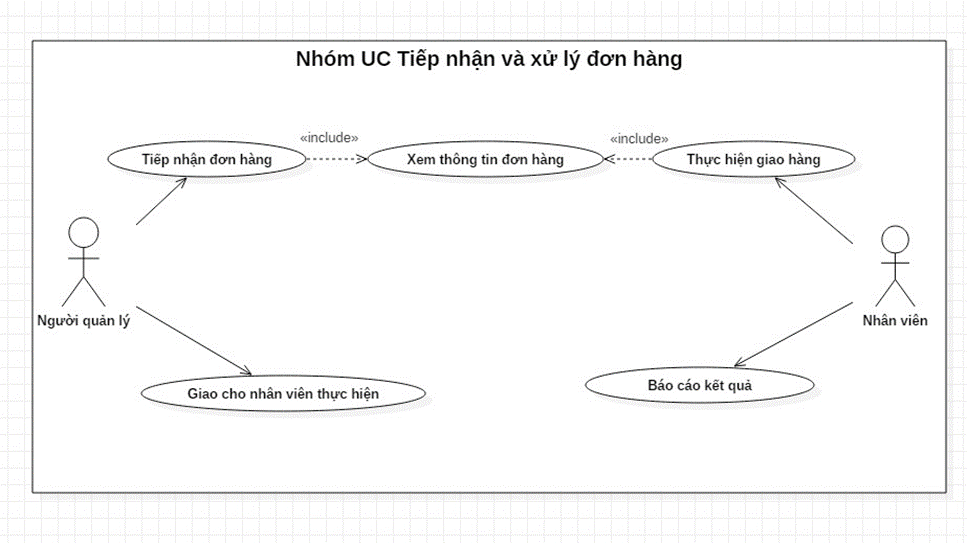 Nhóm UC Tiếp nhận và xử lý đơn hàng
«include»
«include»
Tiếp nhận đơn hàng
Xem thông tin đơn hàng
Thực hiện giao hàng
Người quản lý
Nhân viên
Giao cho nhân viên thực hiện
Báo cáo kết quả